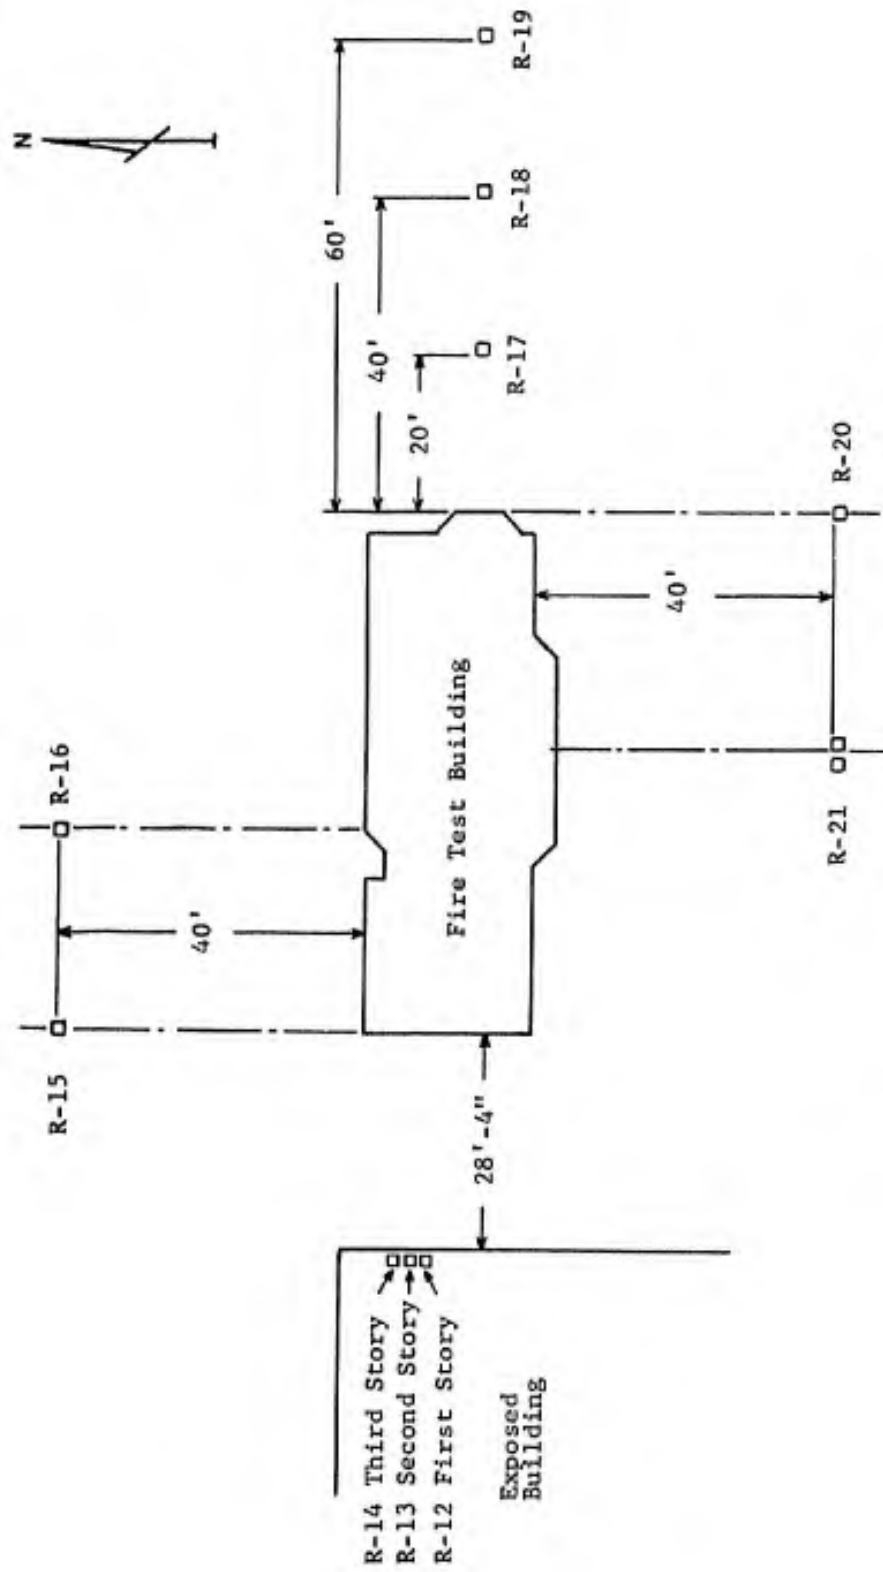 N
R-15
R-16
40'
60'
40'
20'
R-17
R-18
R-19
Fire Test Building
28'-4"
R-14 Third Story
R-13 Second Story
R-12 First Story
Exposed
Building
40'
R-21
R-20